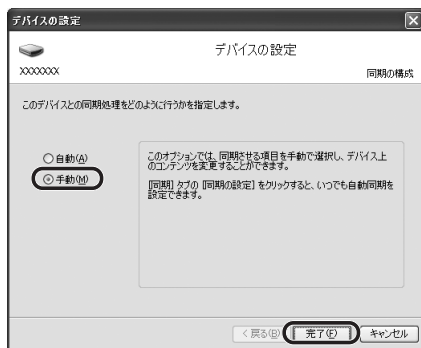 デバイスの設定
デバイスの設定
XXXXXXX
同期の構成
このデバイスとの同期処理をどのように行うかを指定します。
自動(A)
手動(M)
このオプションでは、同期させる項目を手動で選択し、デバイス上
のコンテンツを変更することができます。
[同期] タブの [同期の設定] をクリックすると、いつでも自動同期を
設定できます。
< 戻る(B)
完了(F)
キャンセル